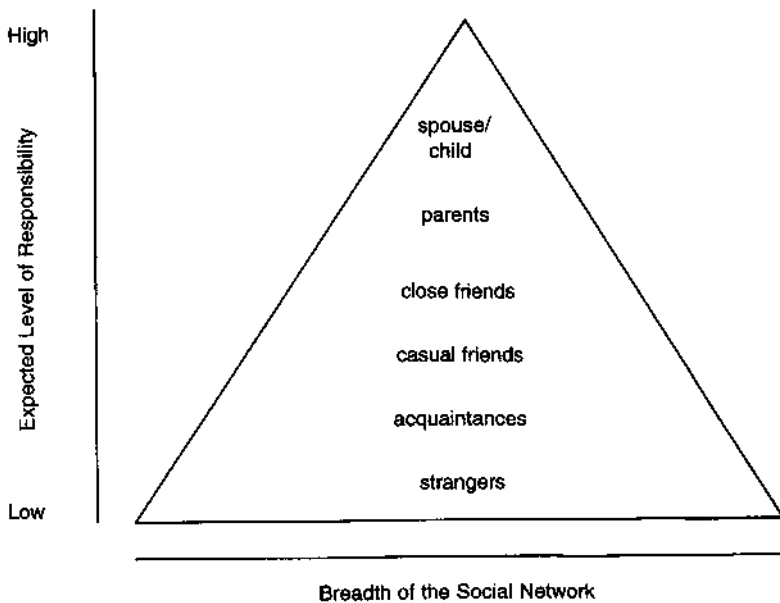 High
Expected Level of Responsibility
spouse/
child
parents
close friends
casual friends
acquaintances
strangers
Low
Breadth of the Social Network